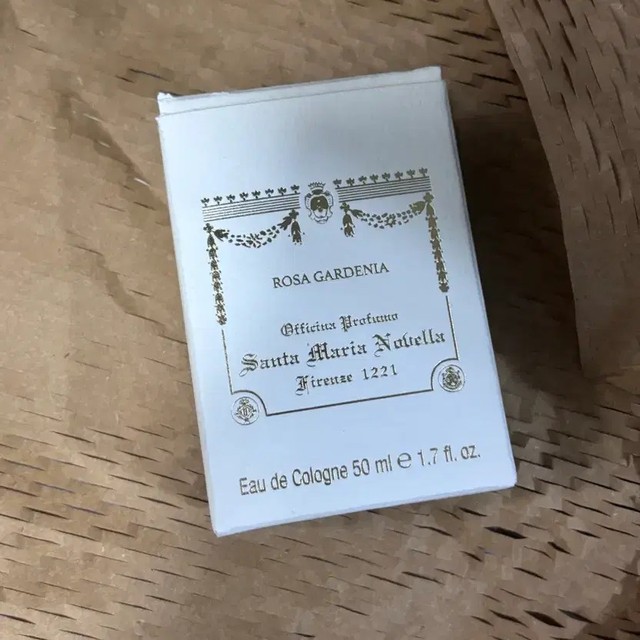 ROSA GARDENIA
Officina Profumo
Santa Maria Novella
Firenze 1221
Eau de Cologne 50 ml ℮ 1.7 fl. oz.